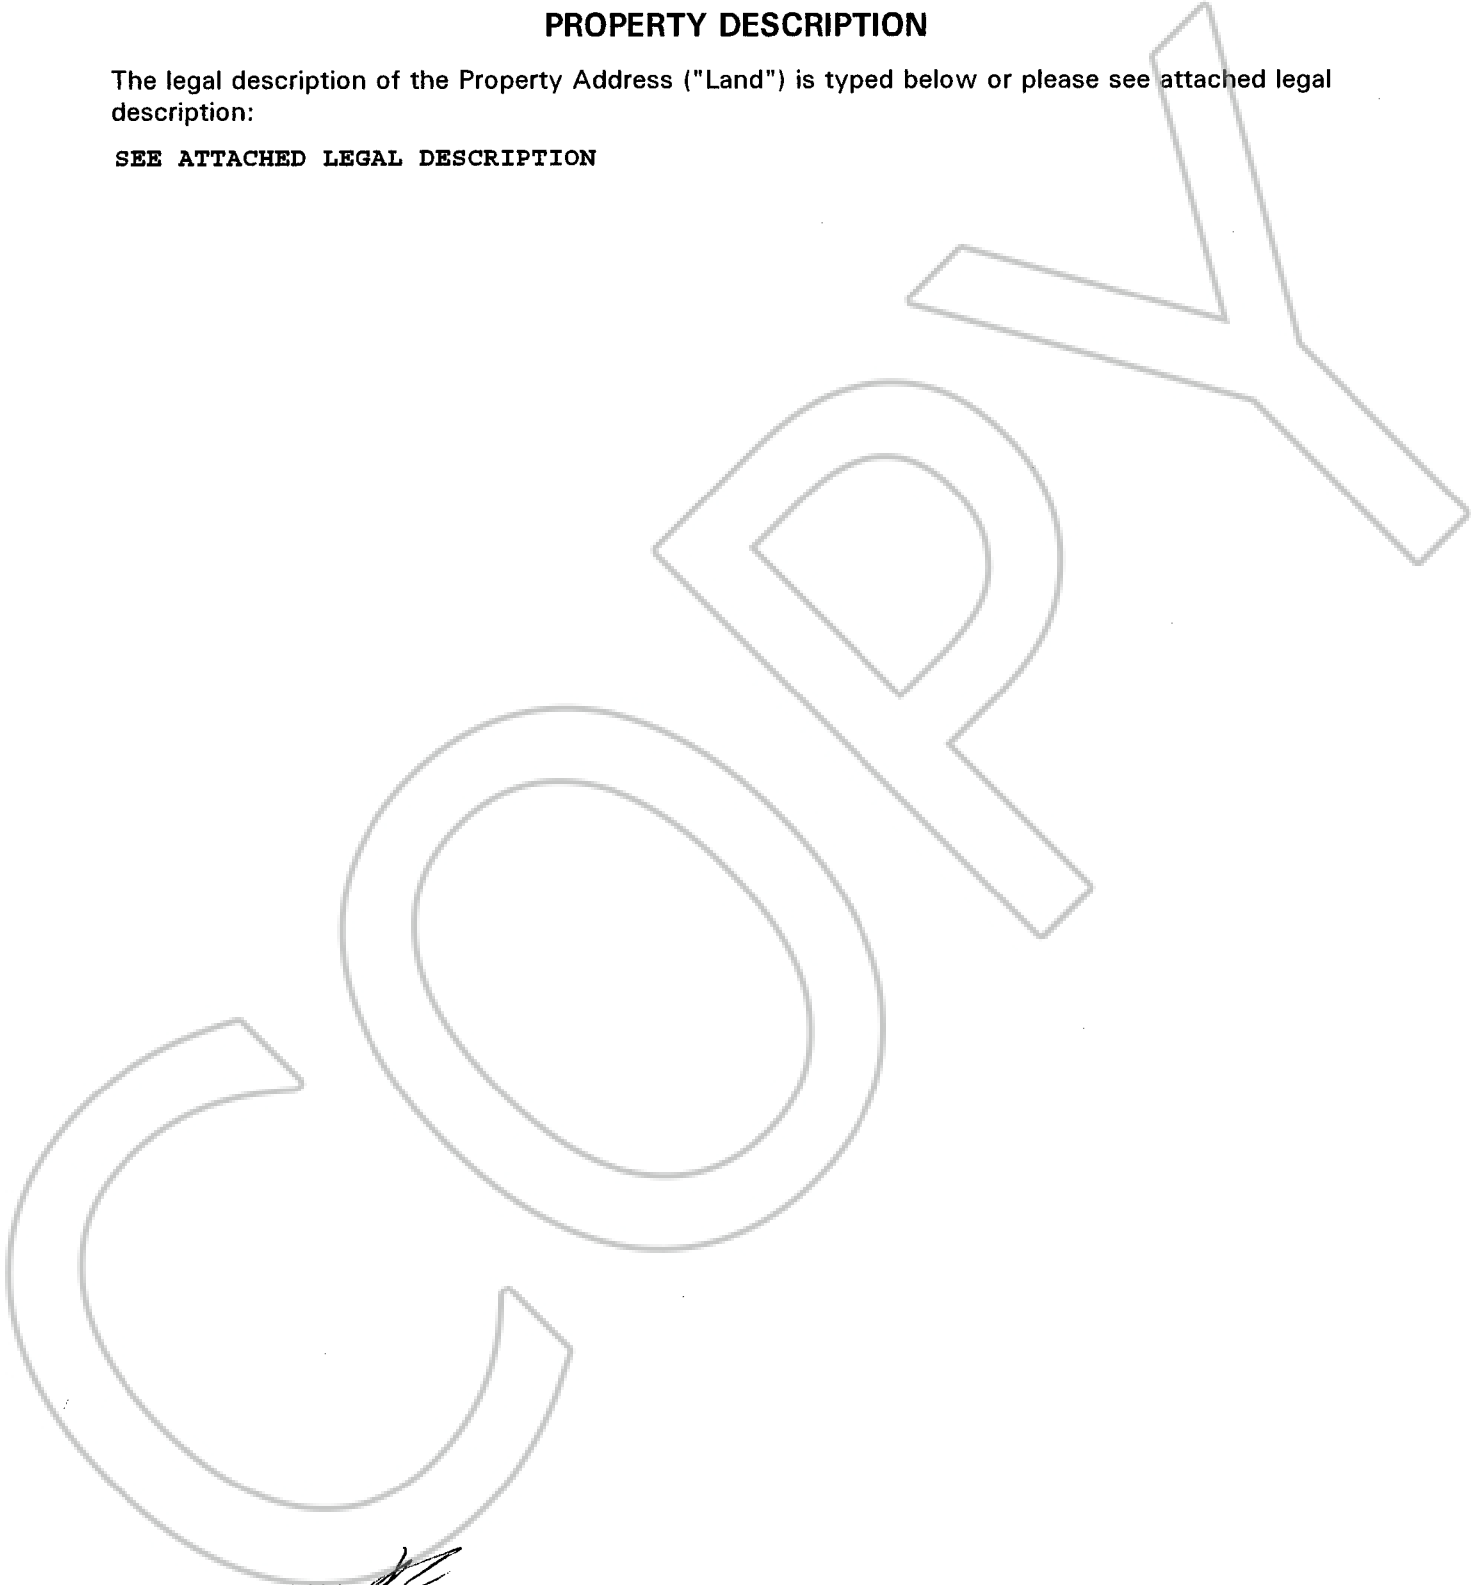 PROPERTY DESCRIPTION
The legal description of the Property Address ("Land") is typed below or please see attached legal
description:
SEE ATTACHED LEGAL DESCRIPTION
COPY